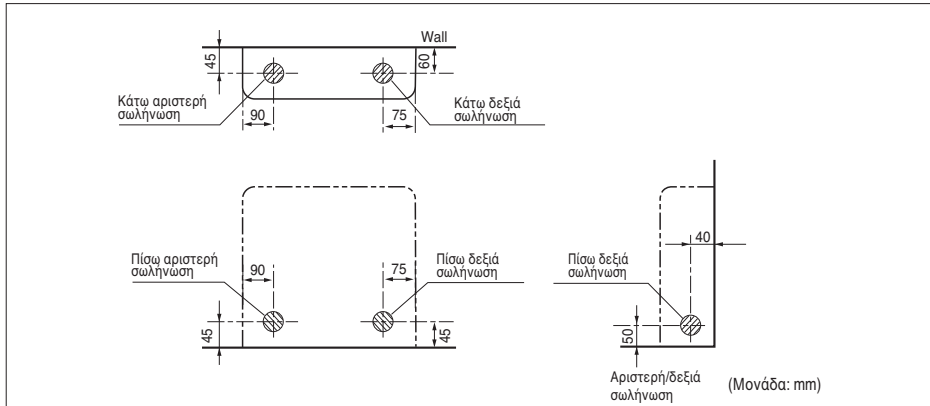 Wall
45
60
Κάτω αριστερή
σωλήνωση
90
75
Κάτω δεξιά
σωλήνωση
Πίσω αριστερή
σωλήνωση
90
75
Πίσω δεξιά
σωλήνωση
45
45
Πίσω δεξιά
σωλήνωση
40
50
Αριστερή/δεξιά
σωλήνωση
(Μονάδα: mm)